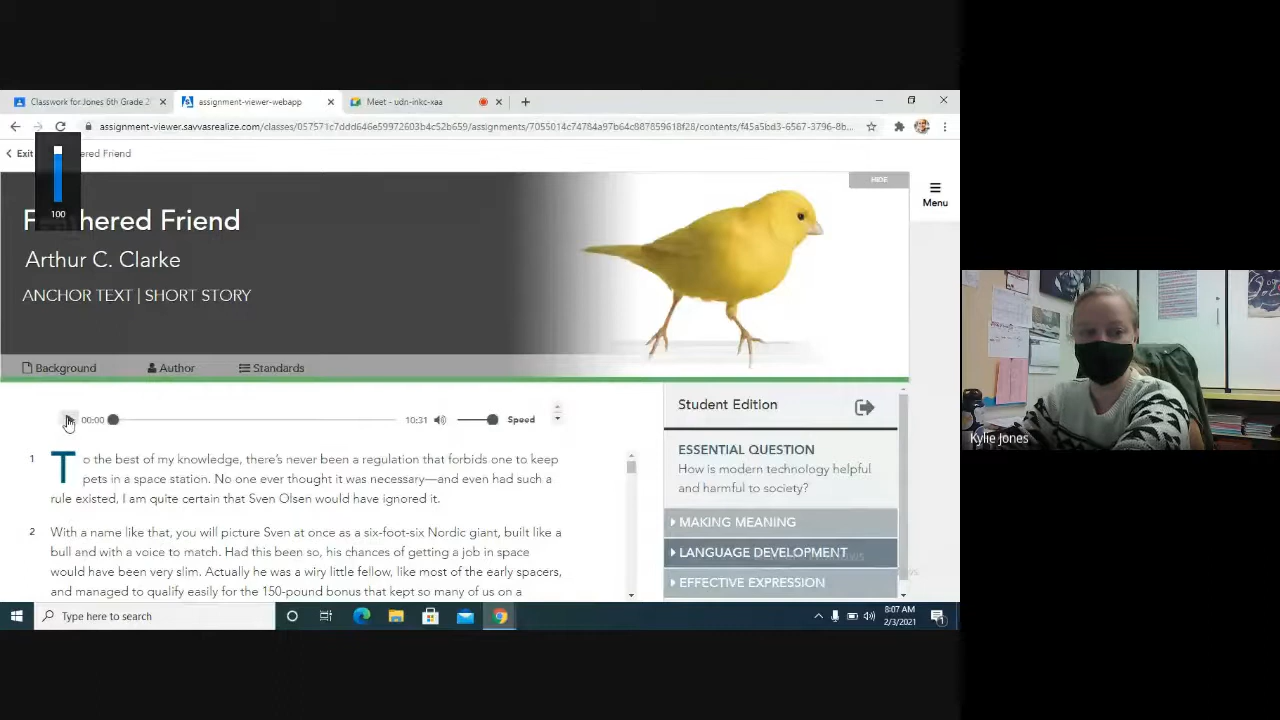 Classwork for Jones 6th Grade 2
assignment-viewer-webapp
Meet - udn-inkc-xaa
assignment-viewer.savvasrealize.com/classes/
Exit
ered Friend
100
HIDE
Menu
F hered Friend
Arthur C. Clarke
ANCHOR TEXT | SHORT STORY
Background
Author
Standards
00:00
10:31
Speed
1 To the best of my knowledge, there's never been a regulation that forbids one to keep
pets in a space station. No one ever thought it was necessary—and even had such a
rule existed, I am quite certain that Sven Olsen would have ignored it.
2 With a name like that, you will picture Sven at once as a six-foot-six Nordic giant, built like a
bull and with a voice to match. Had this been so, his chances of getting a job in space
would have been very slim. Actually he was a wiry little fellow, like most of the early spacers,
and managed to qualify easily for the 150-pound bonus that kept so many of us on a
Student Edition
ESSENTIAL QUESTION
How is modern technology helpful
and harmful to society?
MAKING MEANING
LANGUAGE DEVELOPMENT
EFFECTIVE EXPRESSION
Kylie Jones
Type here to search
8:07 AM
2/3/2021
1